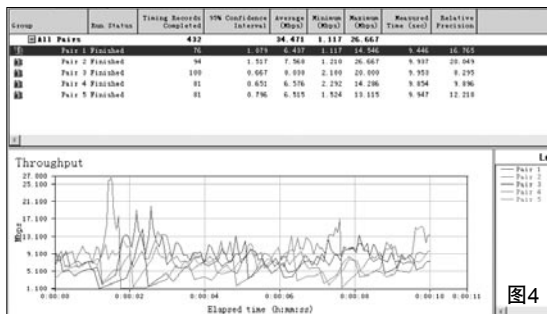 Group Run Status Timing Records Completed 95% Confidence Interval Average (Mbps) Minimum (Mbps) Maximum (Mbps) Measured Time (sec) Relative Precision
All Pairs 432 34.471 1.117 26.667
Pair 1 Finished 76 1.079 6.437 1.117 14.546 9.446 16.765
Pair 2 Finished 94 1.517 7.568 1.210 26.667 9.937 20.049
Pair 3 Finished 100 0.667 8.038 2.100 20.000 9.953 8.295
Pair 4 Finished 81 0.651 6.576 2.292 14.286 9.854 9.896
Pair 5 Finished 81 0.796 6.515 1.524 13.115 9.947 12.218
Throughput
Mbps
27.000
25.100
21.100
17.100
13.100
9.100
5.100
1.100
0:00:00 0:00:02 0:00:04 0:00:06 0:00:08 0:00:10 0:00:11
Elapsed time (h:mm:ss)
Le
Pair 1
Pair 2
Pair 3
Pair 4
Pair 5
图4